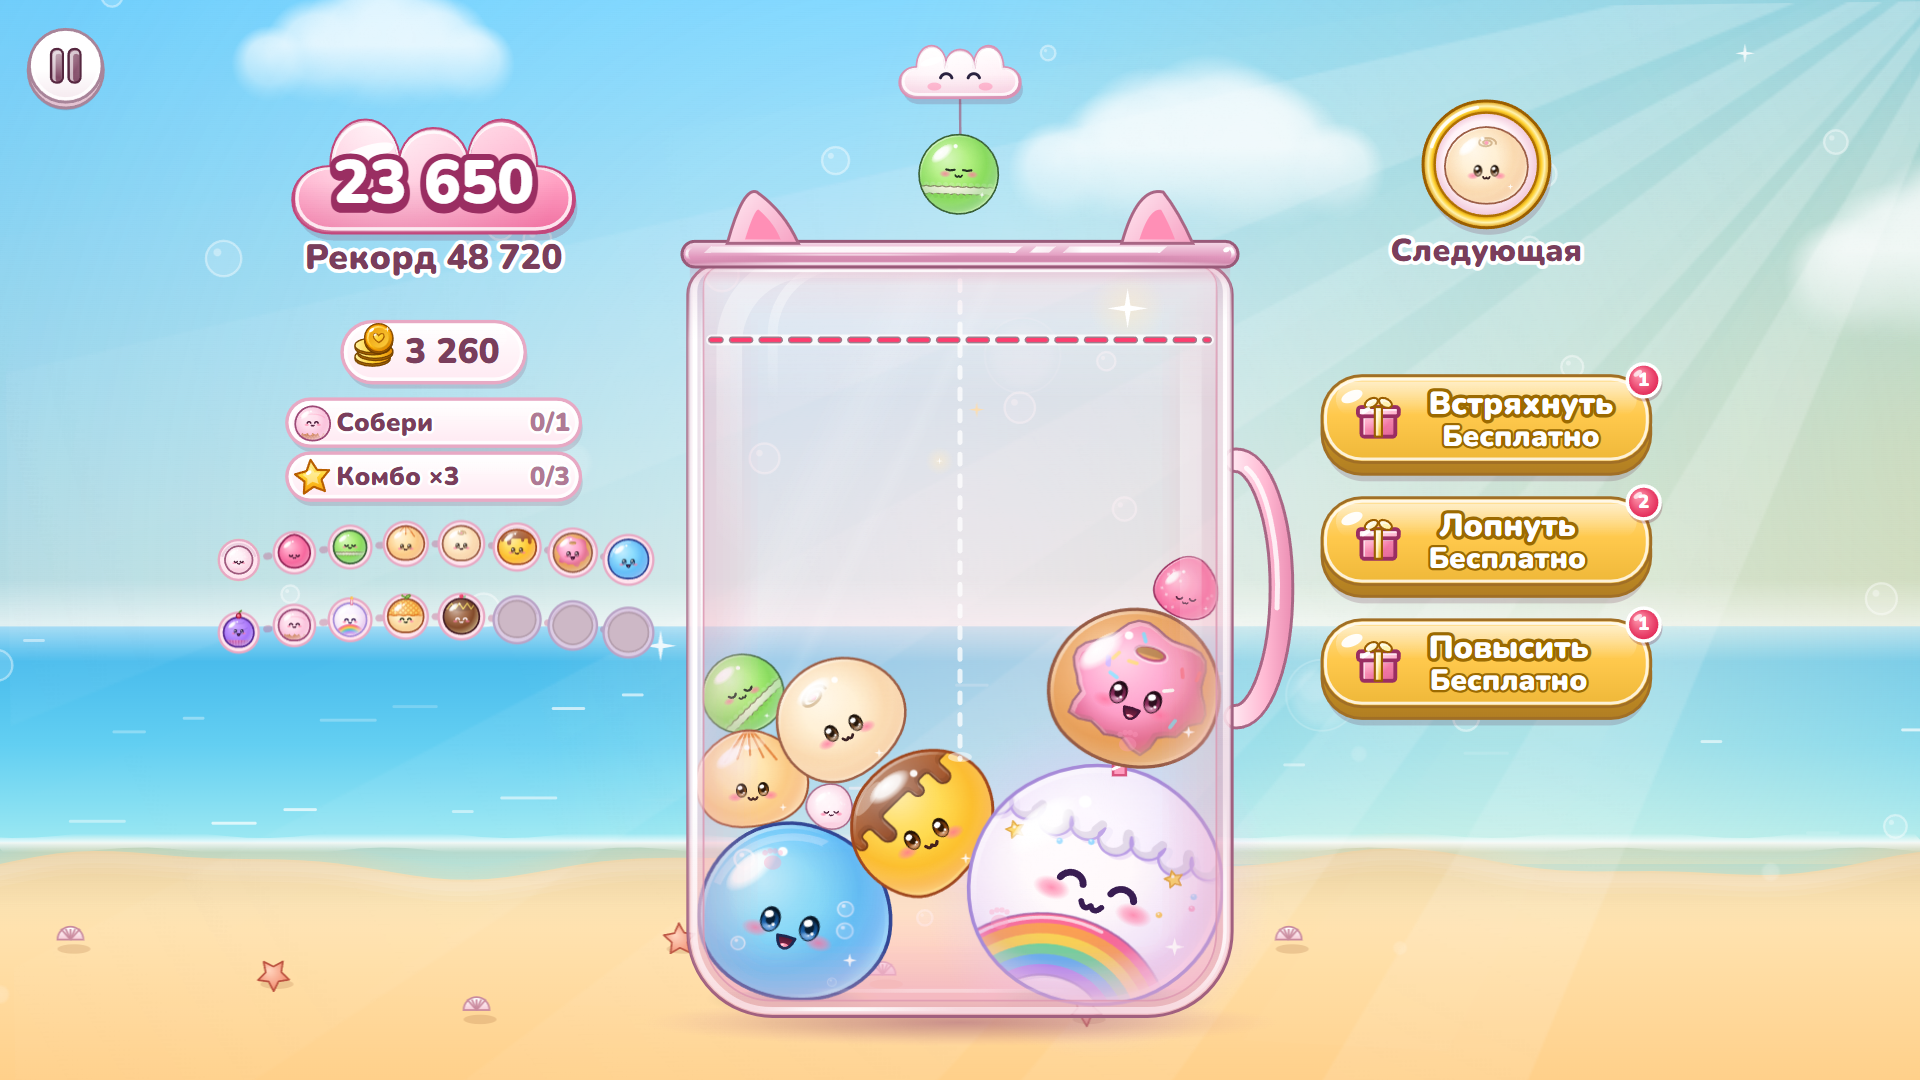 23 650
Рекорд 48 720
3 260
Собери 0/1
Комбо ×3 0/3
Следующая
1
Встряхнуть
Бесплатно
2
Лопнуть
Бесплатно
1
Повысить
Бесплатно